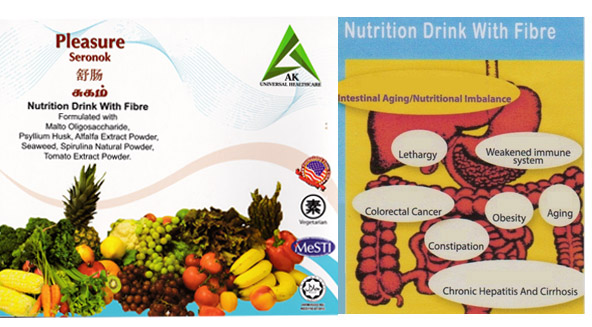 Pleasure
Seronok
舒肠
சுகம்
Nutrition Drink With Fibre
Formulated with
Malto Oligosaccharide,
Psyllium Husk, Alfalfa Extract Powder,
Seaweed, Spirulina Natural Powder,
Tomato Extract Powder.
AK
UNIVERSAL HEALTHCARE
素
Vegetarian
MeSTI
Nutrition Drink With Fibre
Intestinal Aging/Nutritional Imbalance
Lethargy
Weakened immune
system
Colorectal Cancer
Obesity
Aging
Constipation
Chronic Hepatitis And Cirrhosis